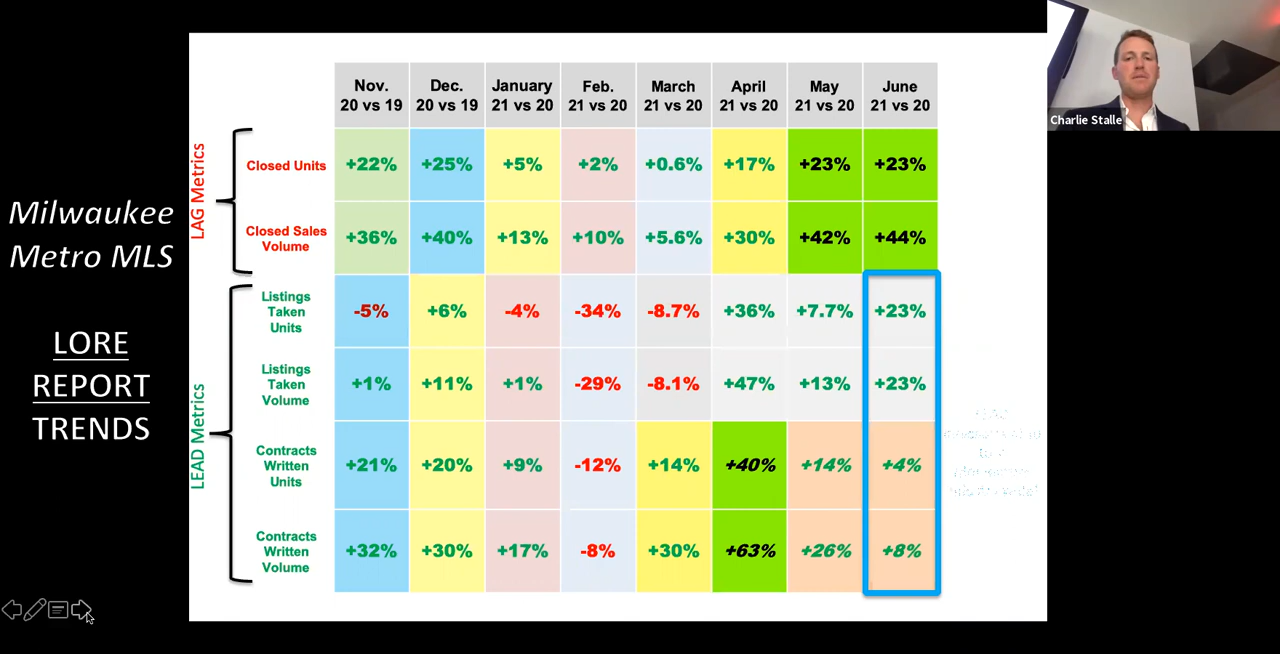 Milwaukee
Metro MLS
LORE
REPORT
TRENDS
Nov. Dec. January Feb. March April May June
20 vs 19 20 vs 19 21 vs 20 21 vs 20 21 vs 20 21 vs 20 21 vs 20 21 vs 20
LAG Metrics
Closed Units +22% +25% +5% +2% +0.6% +17% +23% +23%
Closed Sales
Volume
+36% +40% +13% +10% +5.6% +30% +42% +44%
LEAD Metrics
Listings
Taken
Units
-5% +6% -4% -34% -8.7% +36% +7.7% +23%
Listings
Taken
Volume
+1% +11% +1% -29% -8.1% +47% +13% +23%
Contracts
Written
Units
+21% +20% +9% -12% +14% +40% +14% +4%
Contracts
Written
Volume
+32% +30% +17% -8% +30% +63% +26% +8%
Charlie Stalle